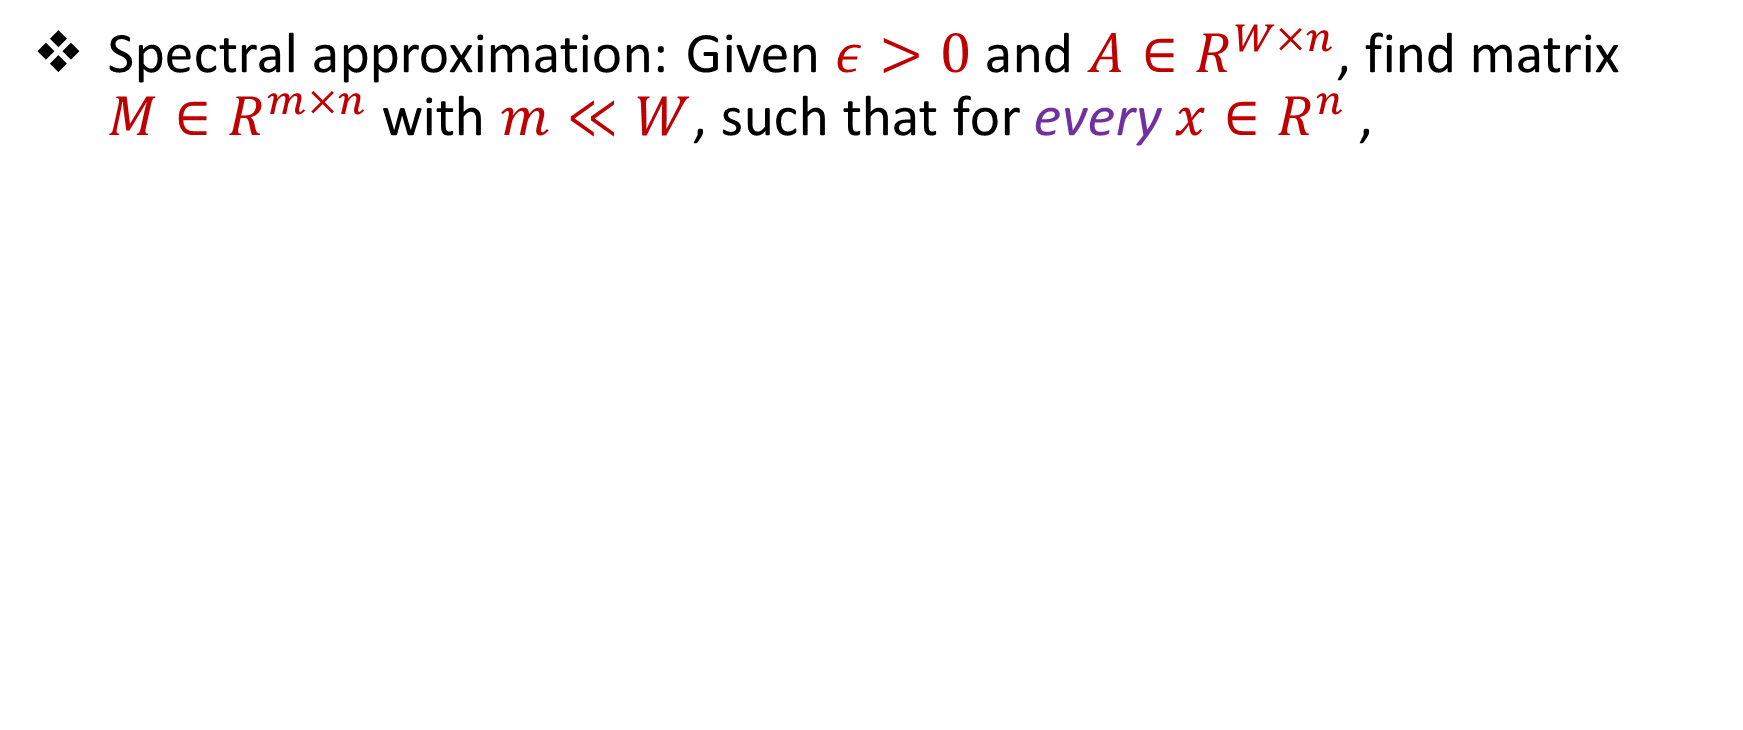 ❖ Spectral approximation: Given ϵ > 0 and A ∈ R^{W×n}, find matrix
M ∈ R^{m×n} with m ≪ W, such that for every x ∈ R^n ,